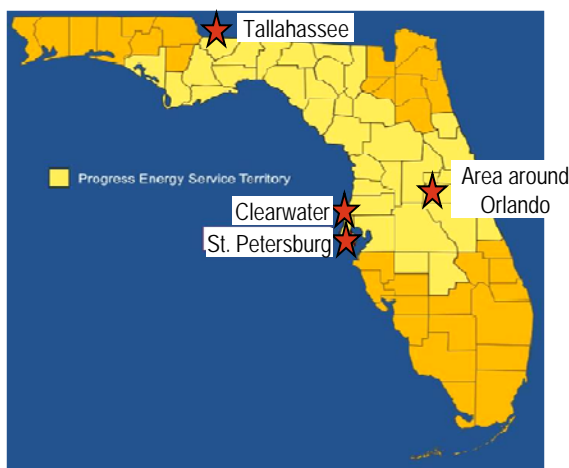 Tallahassee
Progress Energy Service Territory
Area around
Orlando
Clearwater
St. Petersburg